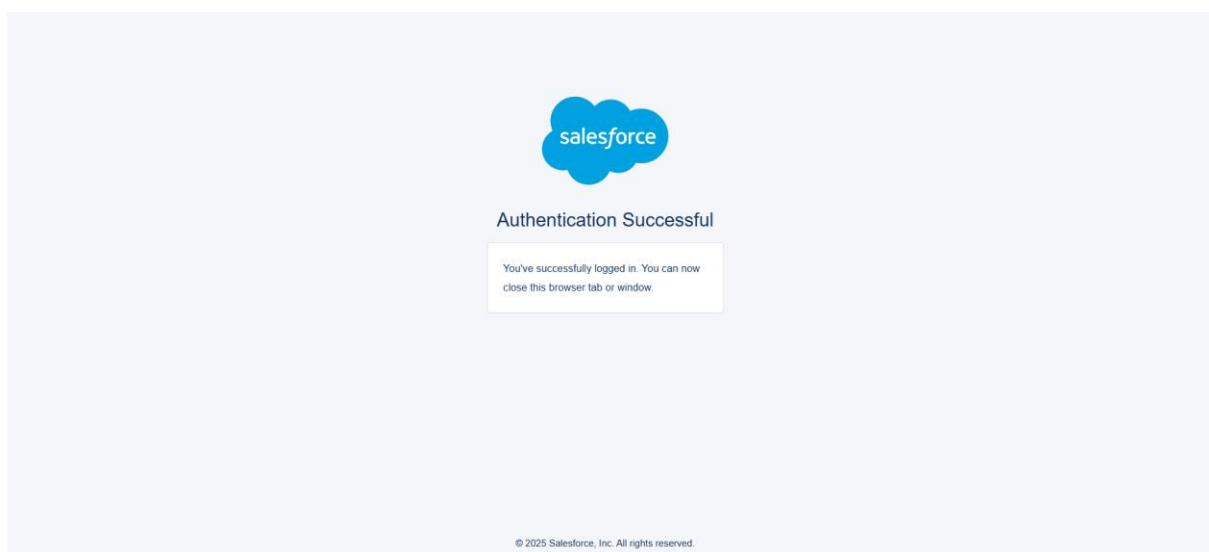 salesforce
Authentication Successful
You've successfully logged in. You can now
close this browser tab or window.
© 2025 Salesforce, Inc. All rights reserved.